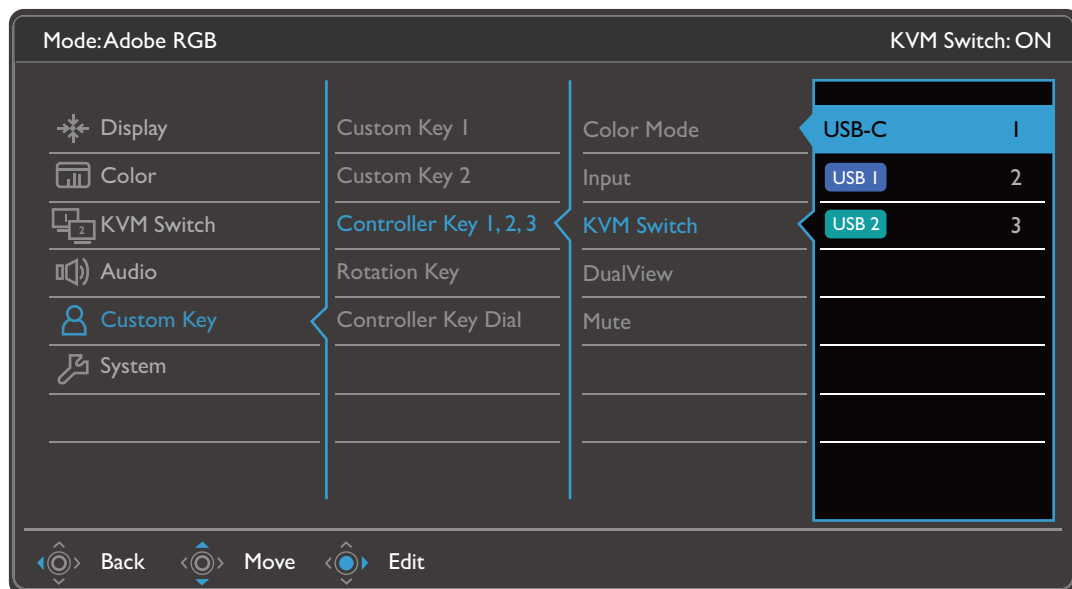 Mode: Adobe RGB
KVM Switch: ON
Display
Color
1
2
KVM Switch
Audio
Custom Key
System
Custom Key 1
Custom Key 2
Controller Key 1, 2, 3
Rotation Key
Controller Key Dial
Color Mode
Input
KVM Switch
DualView
Mute
USB-C 1
USB 1 2
USB 2 3
Back Move Edit